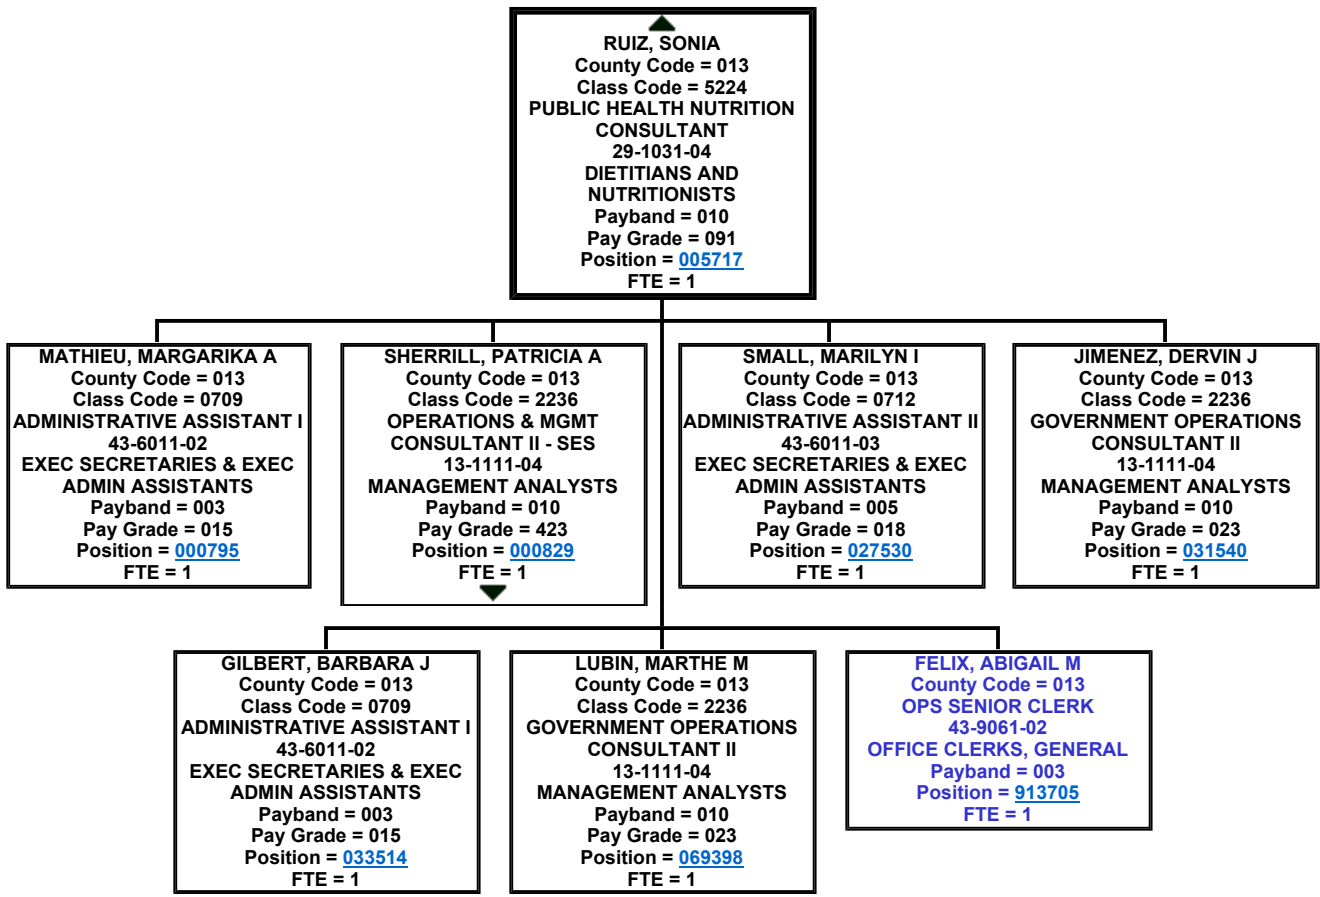 RUIZ, SONIA
County Code = 013
Class Code = 5224
PUBLIC HEALTH NUTRITION
CONSULTANT
29-1031-04
DIETITIANS AND
NUTRITIONISTS
Payband = 010
Pay Grade = 091
Position = 005717
FTE = 1
MATHIEU, MARGARIKA A
County Code = 013
Class Code = 0709
ADMINISTRATIVE ASSISTANT I
43-6011-02
EXEC SECRETARIES & EXEC
ADMIN ASSISTANTS
Payband = 003
Pay Grade = 015
Position = 000795
FTE = 1
SHERRILL, PATRICIA A
County Code = 013
Class Code = 2236
OPERATIONS & MGMT
CONSULTANT II - SES
13-1111-04
MANAGEMENT ANALYSTS
Payband = 010
Pay Grade = 423
Position = 000829
FTE = 1
SMALL, MARILYN I
County Code = 013
Class Code = 0712
ADMINISTRATIVE ASSISTANT II
43-6011-03
EXEC SECRETARIES & EXEC
ADMIN ASSISTANTS
Payband = 005
Pay Grade = 018
Position = 027530
FTE = 1
JIMENEZ, DERVIN J
County Code = 013
Class Code = 2236
GOVERNMENT OPERATIONS
CONSULTANT II
13-1111-04
MANAGEMENT ANALYSTS
Payband = 010
Pay Grade = 023
Position = 031540
FTE = 1
GILBERT, BARBARA J
County Code = 013
Class Code = 0709
ADMINISTRATIVE ASSISTANT I
43-6011-02
EXEC SECRETARIES & EXEC
ADMIN ASSISTANTS
Payband = 003
Pay Grade = 015
Position = 033514
FTE = 1
LUBIN, MARTHE M
County Code = 013
Class Code = 2236
GOVERNMENT OPERATIONS
CONSULTANT II
13-1111-04
MANAGEMENT ANALYSTS
Payband = 010
Pay Grade = 023
Position = 069398
FTE = 1
FELIX, ABIGAIL M
County Code = 013
OPS SENIOR CLERK
43-9061-02
OFFICE CLERKS, GENERAL
Payband = 003
Position = 913705
FTE = 1